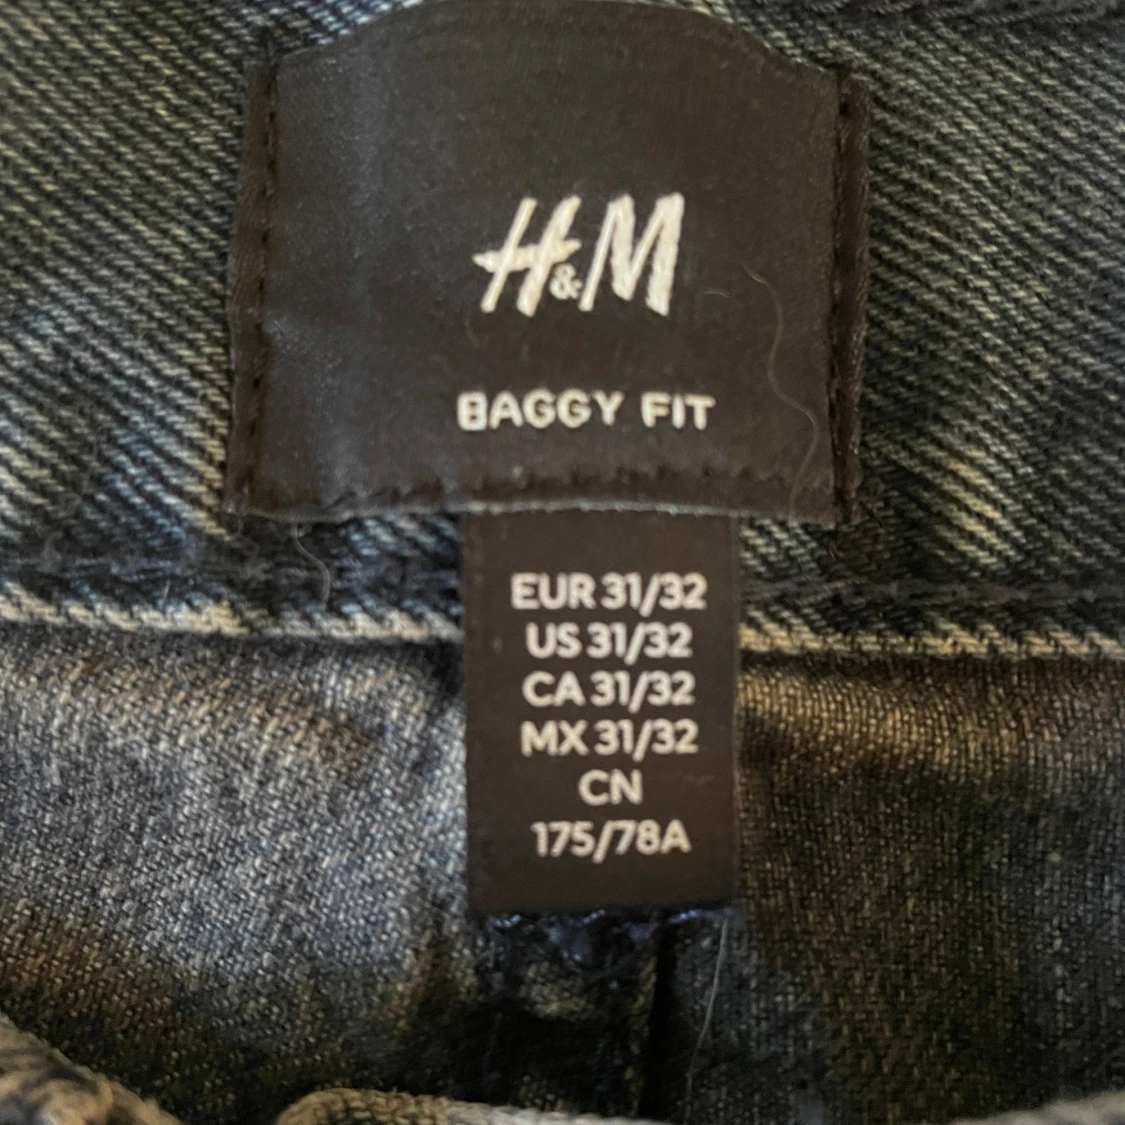 H&M
BAGGY FIT
EUR 31/32
US 31/32
CA 31/32
MX 31/32
CN
175/78A